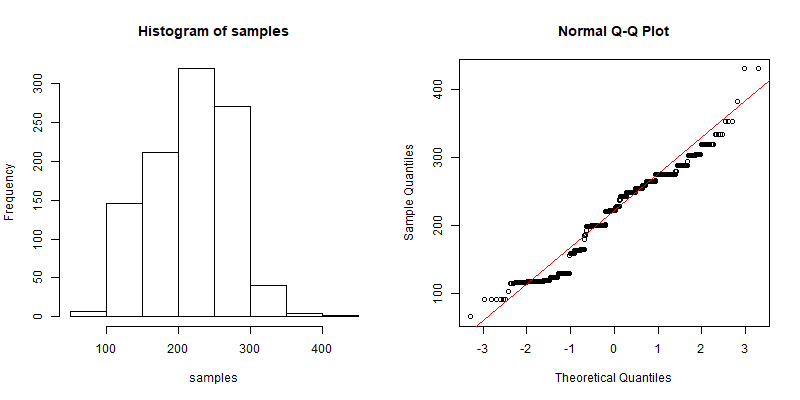 Histogram of samples
Frequency
300
250
200
150
100
50
0
100 200 300 400
samples
Normal Q-Q Plot
Sample Quantiles
400
300
200
100
-3 -2 -1 0 1 2 3
Theoretical Quantiles